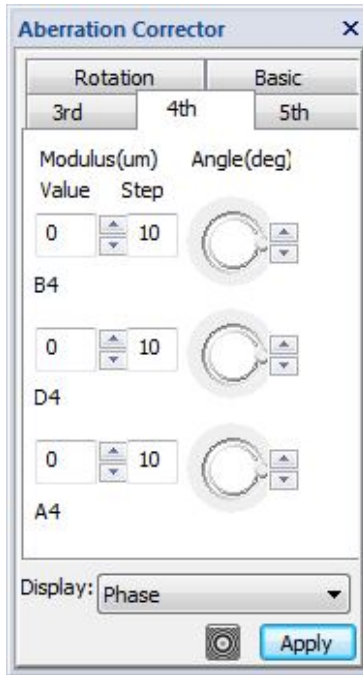 Aberration Corrector X
Rotation Basic
3rd 4th 5th
Modulus(um) Angle(deg)
Value Step
0 10
B4
0 10
D4
0 10
A4
Display: Phase
Apply